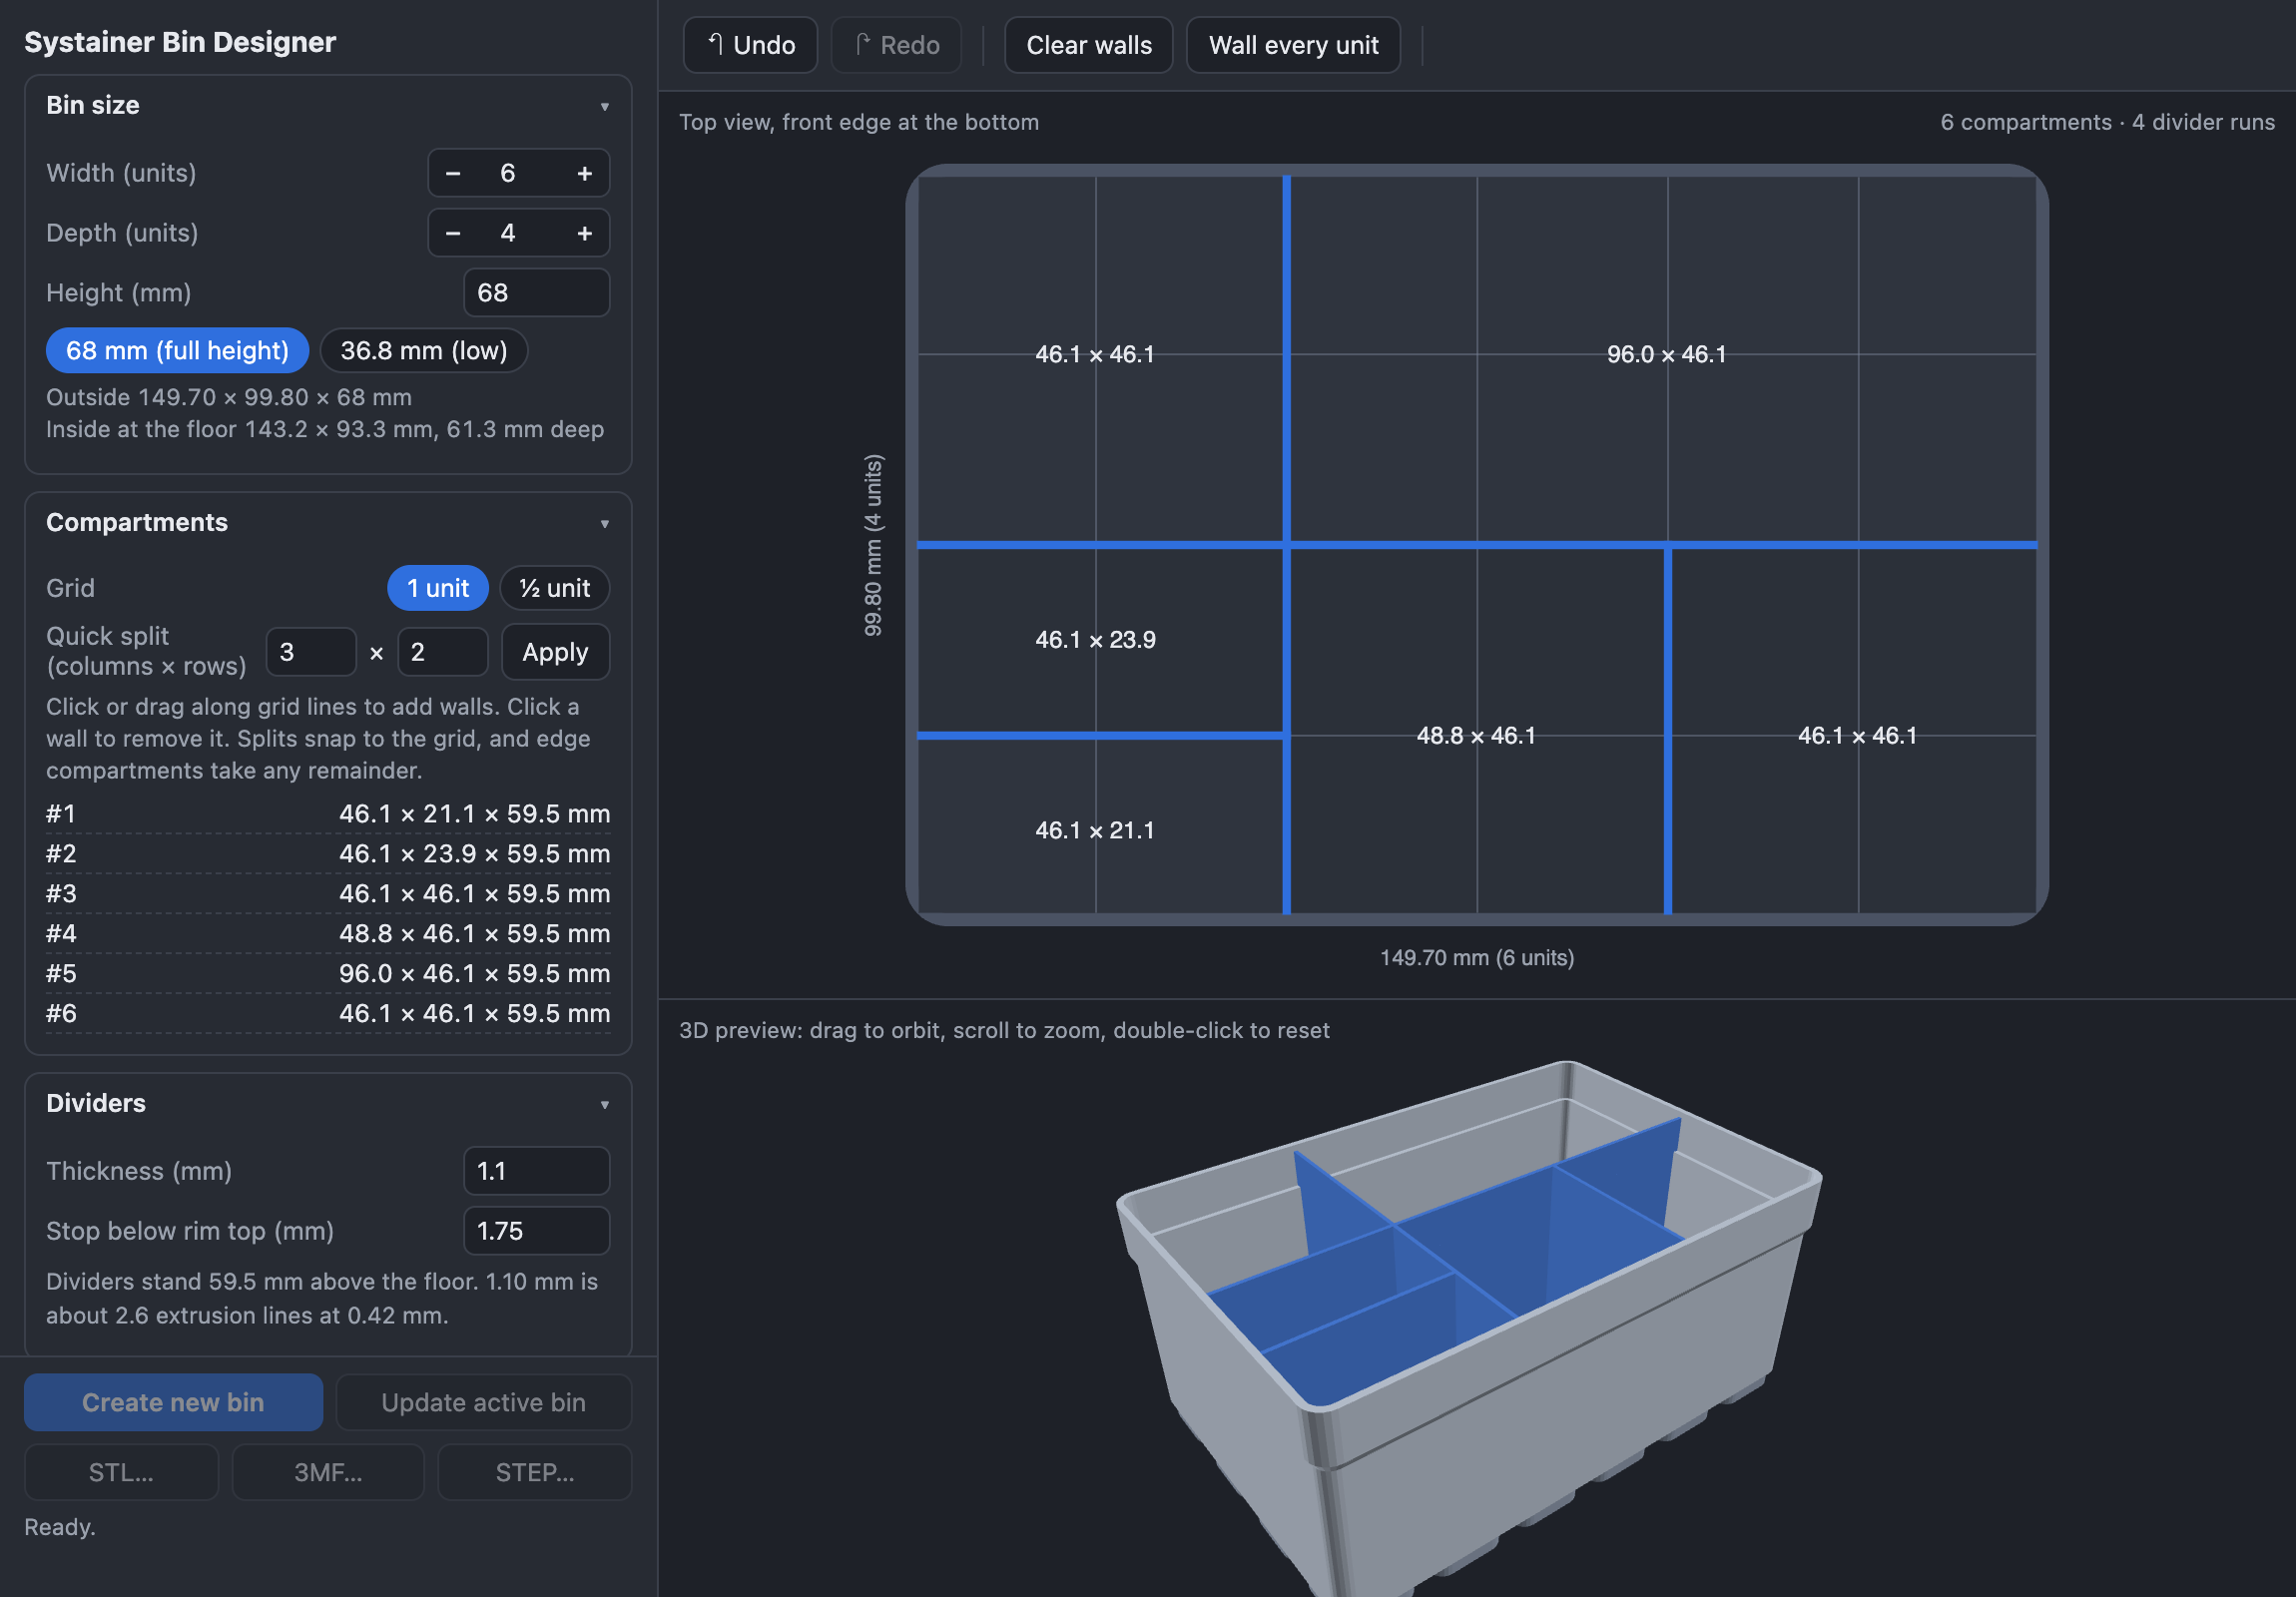 Systainer Bin Designer
Bin size
Width (units)
− 6 +
Depth (units)
− 4 +
Height (mm)
68
68 mm (full height)
36.8 mm (low)
Outside 149.70 × 99.80 × 68 mm
Inside at the floor 143.2 × 93.3 mm, 61.3 mm deep
Compartments
Grid
1 unit
½ unit
Quick split
(columns × rows)
3 × 2
Apply
Click or drag along grid lines to add walls. Click a
wall to remove it. Splits snap to the grid, and edge
compartments take any remainder.
#1 46.1 × 21.1 × 59.5 mm
#2 46.1 × 23.9 × 59.5 mm
#3 46.1 × 46.1 × 59.5 mm
#4 48.8 × 46.1 × 59.5 mm
#5 96.0 × 46.1 × 59.5 mm
#6 46.1 × 46.1 × 59.5 mm
Dividers
Thickness (mm)
1.1
Stop below rim top (mm)
1.75
Dividers stand 59.5 mm above the floor. 1.10 mm is
about 2.6 extrusion lines at 0.42 mm.
Create new bin
Update active bin
STL...
3MF...
STEP...
Ready.
Undo
Redo
Clear walls
Wall every unit
Top view, front edge at the bottom
6 compartments · 4 divider runs
46.1 × 46.1
96.0 × 46.1
99.80 mm (4 units)
46.1 × 23.9
48.8 × 46.1
46.1 × 46.1
46.1 × 21.1
149.70 mm (6 units)
3D preview: drag to orbit, scroll to zoom, double-click to reset